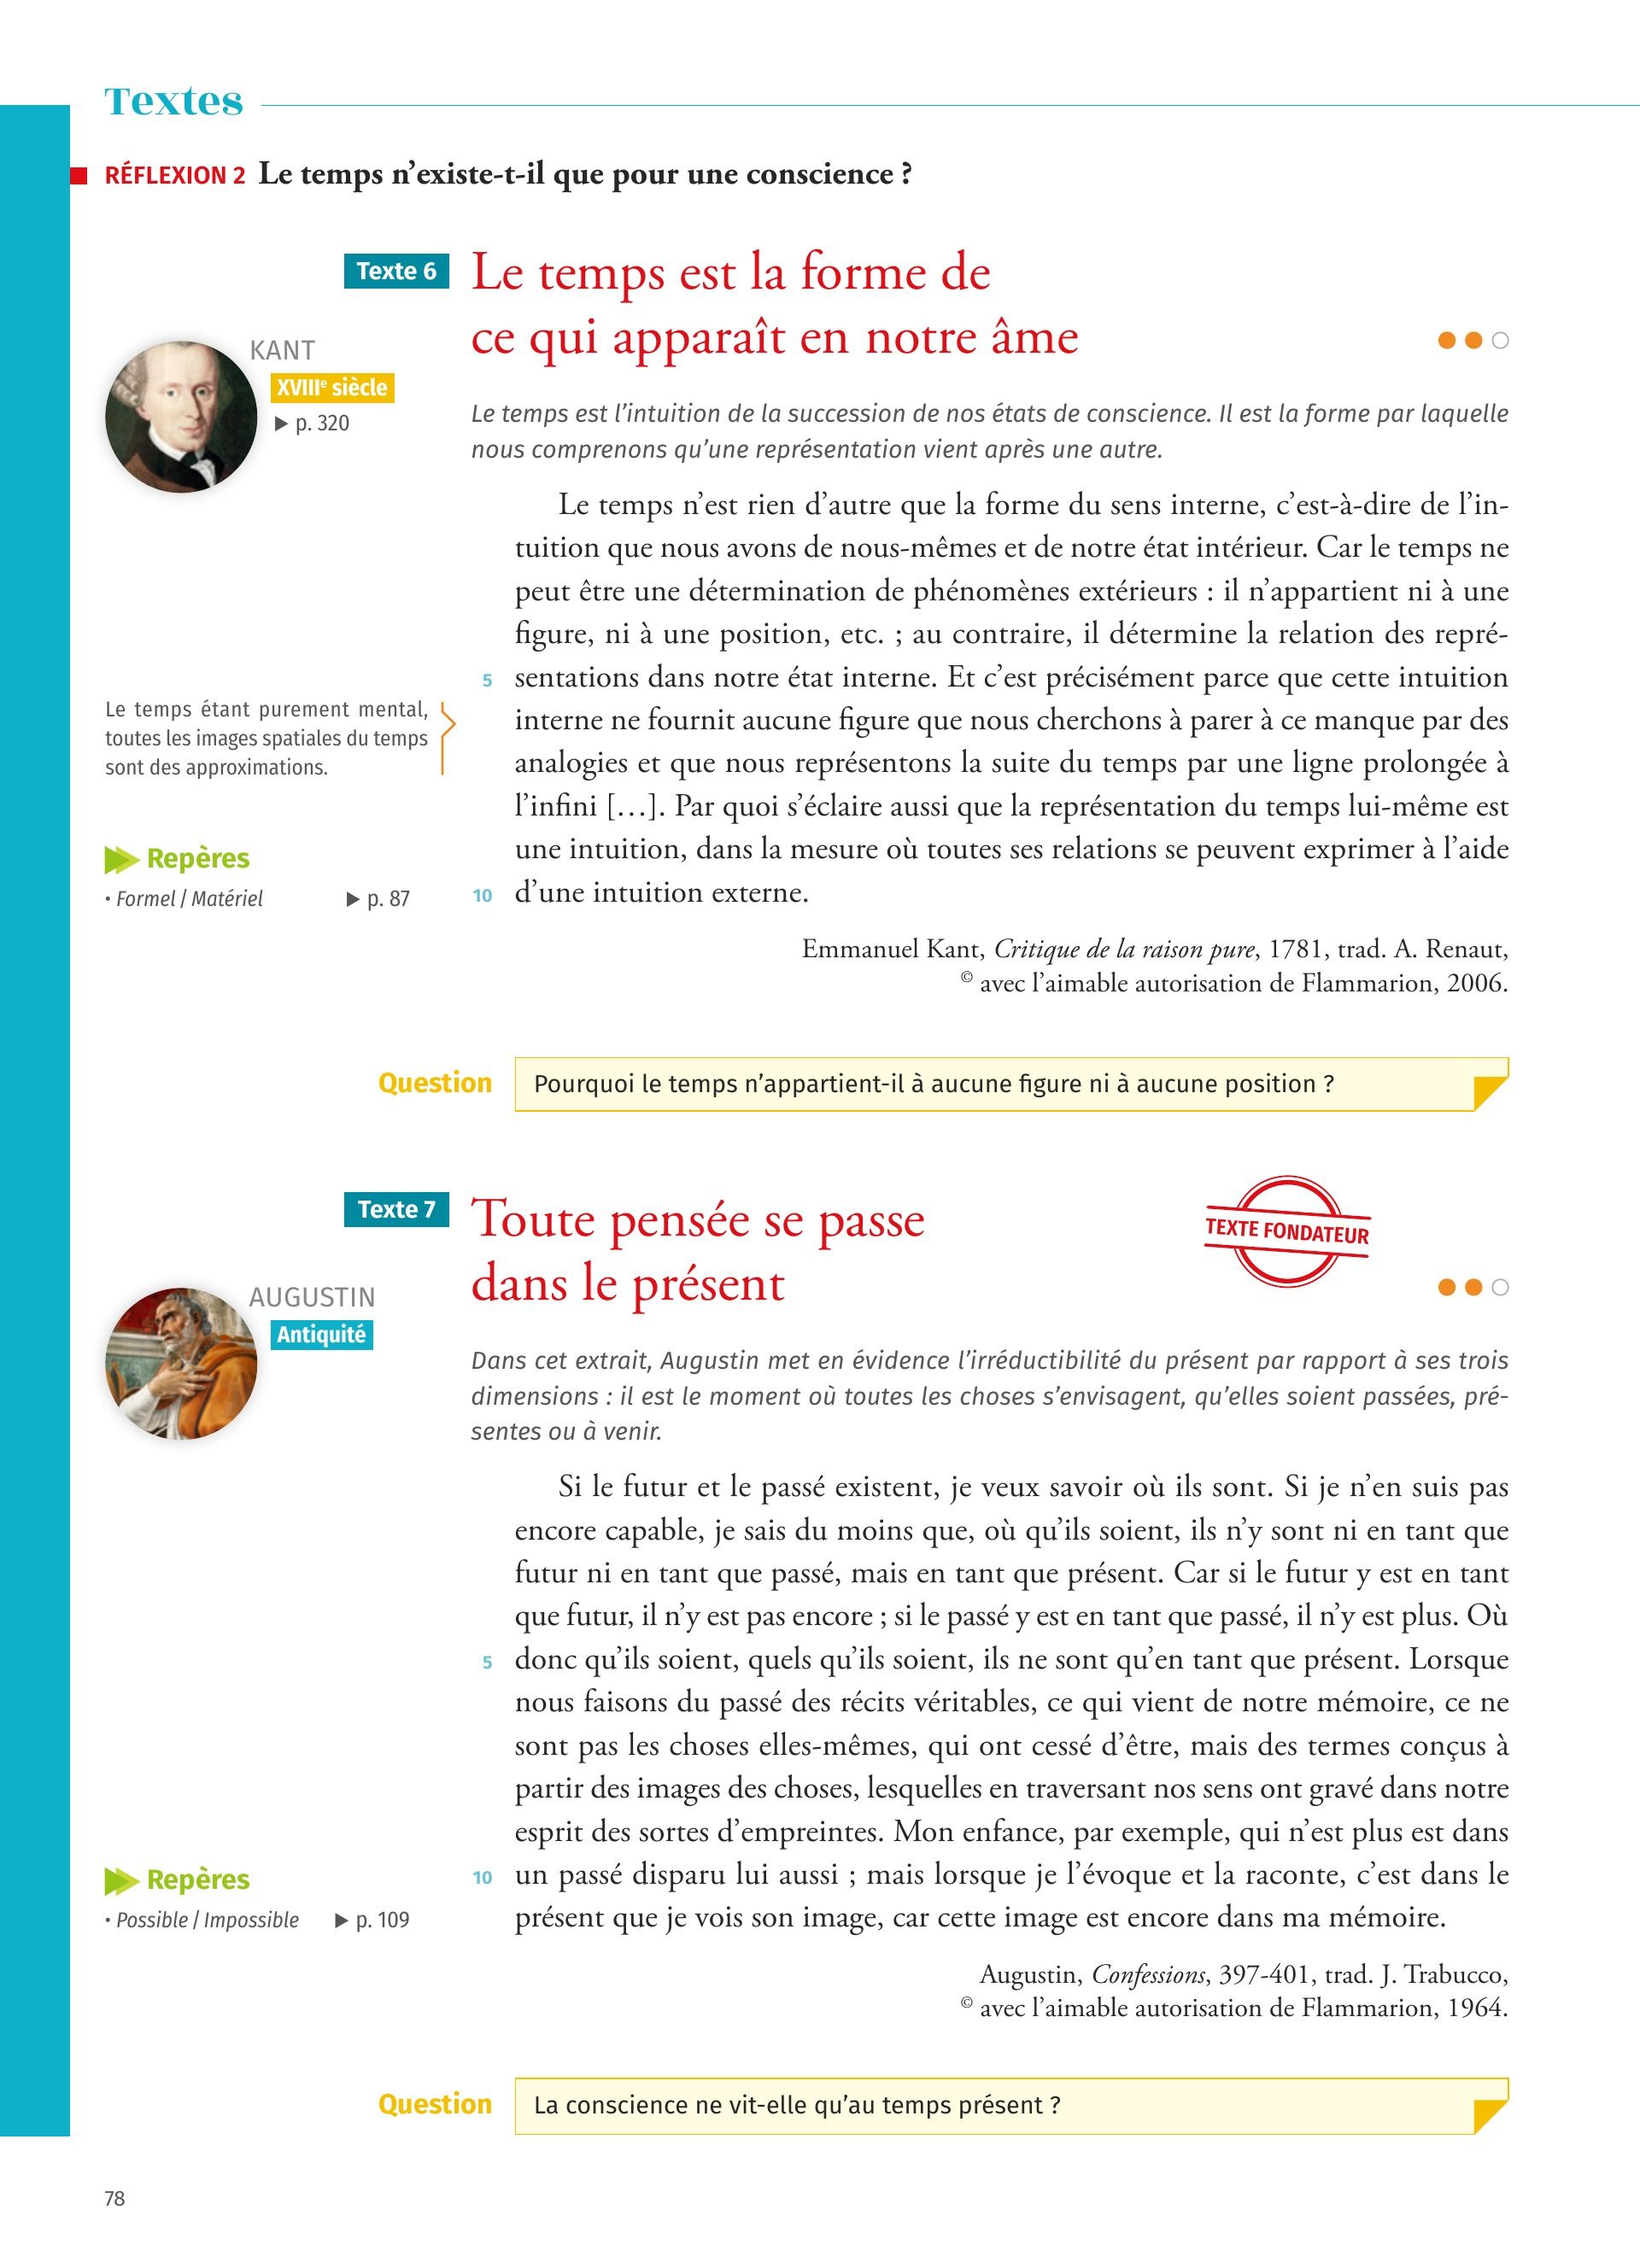 Textes
RÉFLEXION 2 Le temps n’existe-t-il que pour une conscience ?
Texte 6
Le temps est la forme de
ce qui apparaît en notre âme
KANT
XVIIIe siècle
▶ p. 320
Le temps est l’intuition de la succession de nos états de conscience. Il est la forme par laquelle
nous comprenons qu’une représentation vient après une autre.
Le temps n’est rien d’autre que la forme du sens interne, c’est-à-dire de l’in-
tuition que nous avons de nous-mêmes et de notre état intérieur. Car le temps ne
peut être une détermination de phénomènes extérieurs : il n’appartient ni à une
figure, ni à une position, etc. ; au contraire, il détermine la relation des repré-
5 sentations dans notre état interne. Et c’est précisément parce que cette intuition
interne ne fournit aucune figure que nous cherchons à parer à ce manque par des
analogies et que nous représentons la suite du temps par une ligne prolongée à
l’infini […]. Par quoi s’éclaire aussi que la représentation du temps lui-même est
une intuition, dans la mesure où toutes ses relations se peuvent exprimer à l’aide
10 d’une intuition externe.
Le temps étant purement mental,
toutes les images spatiales du temps
sont des approximations.
Repères
• Formel / Matériel ▶ p. 87
Emmanuel Kant, Critique de la raison pure, 1781, trad. A. Renaut,
© avec l’aimable autorisation de Flammarion, 2006.
Question
Pourquoi le temps n’appartient-il à aucune figure ni à aucune position ?
Texte 7
Toute pensée se passe
dans le présent
TEXTE FONDATEUR
AUGUSTIN
Antiquité
Dans cet extrait, Augustin met en évidence l’irréductibilité du présent par rapport à ses trois
dimensions : il est le moment où toutes les choses s’envisagent, qu’elles soient passées, pré-
sentes ou à venir.
Si le futur et le passé existent, je veux savoir où ils sont. Si je n’en suis pas
encore capable, je sais du moins que, où qu’ils soient, ils n’y sont ni en tant que
futur ni en tant que passé, mais en tant que présent. Car si le futur y est en tant
que futur, il n’y est pas encore ; si le passé y est en tant que passé, il n’y est plus. Où
5 donc qu’ils soient, quels qu’ils soient, ils ne sont qu’en tant que présent. Lorsque
nous faisons du passé des récits véritables, ce qui vient de notre mémoire, ce ne
sont pas les choses elles-mêmes, qui ont cessé d’être, mais des termes conçus à
partir des images des choses, lesquelles en traversant nos sens ont gravé dans notre
esprit des sortes d’empreintes. Mon enfance, par exemple, qui n’est plus est dans
10 un passé disparu lui aussi ; mais lorsque je l’évoque et la raconte, c’est dans le
présent que je vois son image, car cette image est encore dans ma mémoire.
Repères
• Possible / Impossible ▶ p. 109
Augustin, Confessions, 397-401, trad. J. Trabucco,
© avec l’aimable autorisation de Flammarion, 1964.
Question
La conscience ne vit-elle qu’au temps présent ?
78